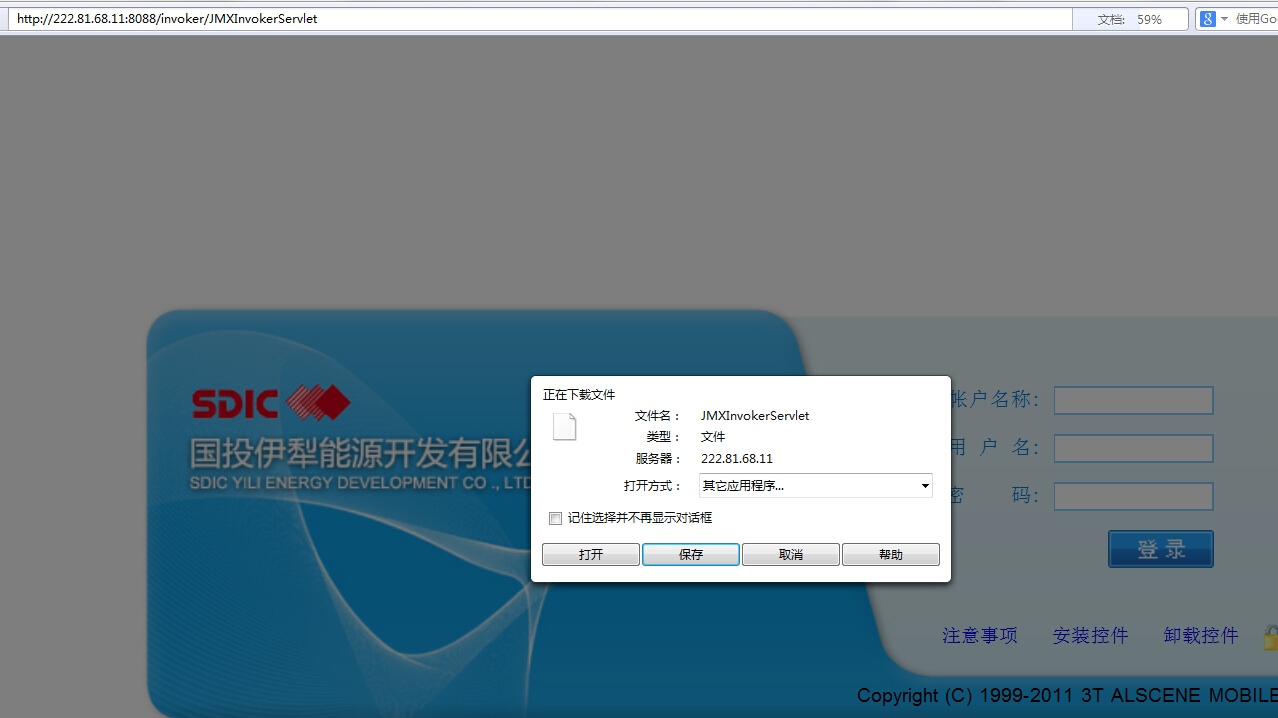 http://222.81.68.11:8088/invoker/JMXInvokerServlet 文档: 59% 使用Go
SDIC
国投伊犁能源开发有限公
SDIC YILI ENERGY DEVELOPMENT CO ., LTD
正在下载文件
文件名： JMXInvokerServlet
类型： 文件
服务器： 222.81.68.11
打开方式： 其它应用程序...
记住选择并不再显示对话框
打开 保存 取消 帮助
帐户名称:
用 户 名:
密 码:
登 录
注意事项 安装控件 卸载控件
Copyright (C) 1999-2011 3T ALSCENE MOBILE